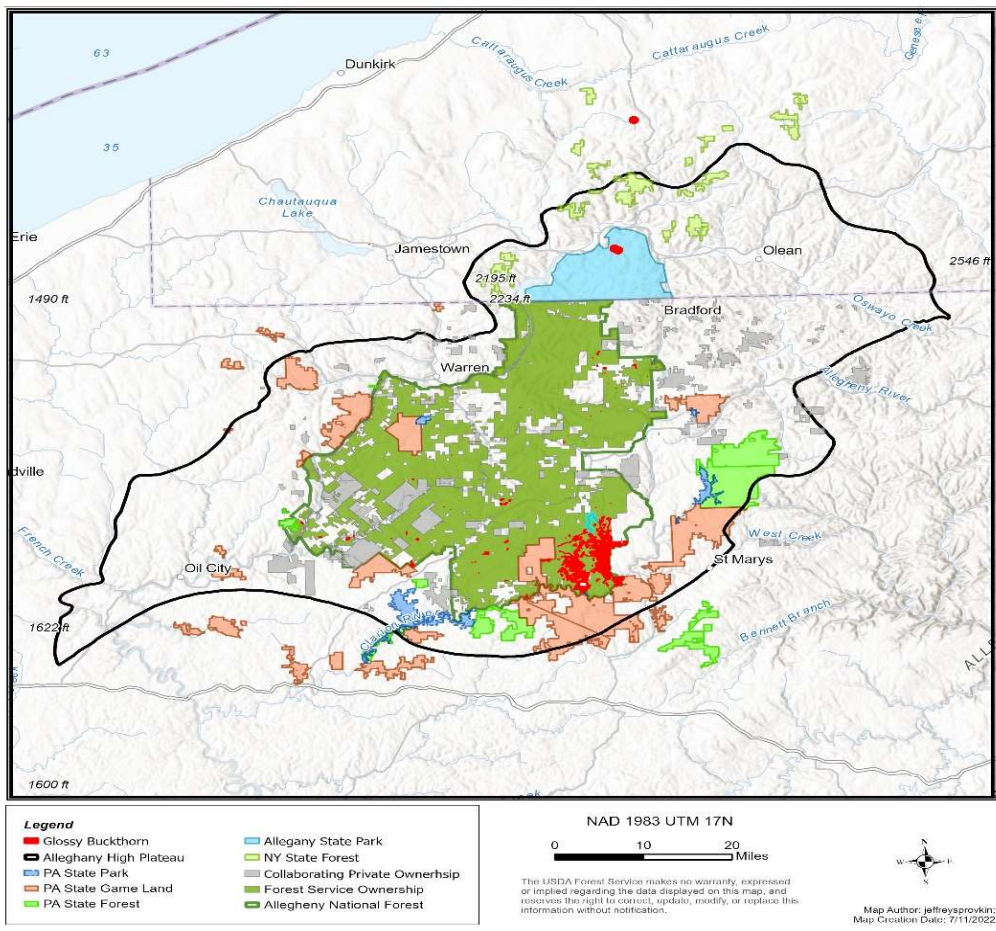 63
Cattaraugus Creek
Cattaraugus Creek
Genesee
Dunkirk
35
Chautauqua
Lake
Erie
Jamestown
Olean
2546 ft
2195 ft
1490 ft
2234 ft
Bradford
Oswayo Creek
Warren
Allegheny River
dville
French Creek
West Creek
Oil City
St Marys
Bennett Branch
1622 ft
Clarion River
ALL
1600 ft
Legend
Glossy Buckthorn
Alleghany High Plateau
PA State Park
PA State Game Land
PA State Forest
Allegany State Park
NY State Forest
Collaborating Private Ownerhsip
Forest Service Ownership
Allegheny National Forest
NAD 1983 UTM 17N
0 10 20
Miles
The USDA Forest Service makes no warranty, expressed
or implied regarding the data displayed on this map, and
reserves the right to correct, update, modify, or replace this
information without notification.
N
W E
S
Map Author: jeffreysprovkin;
Map Creation Date: 7/11/2022